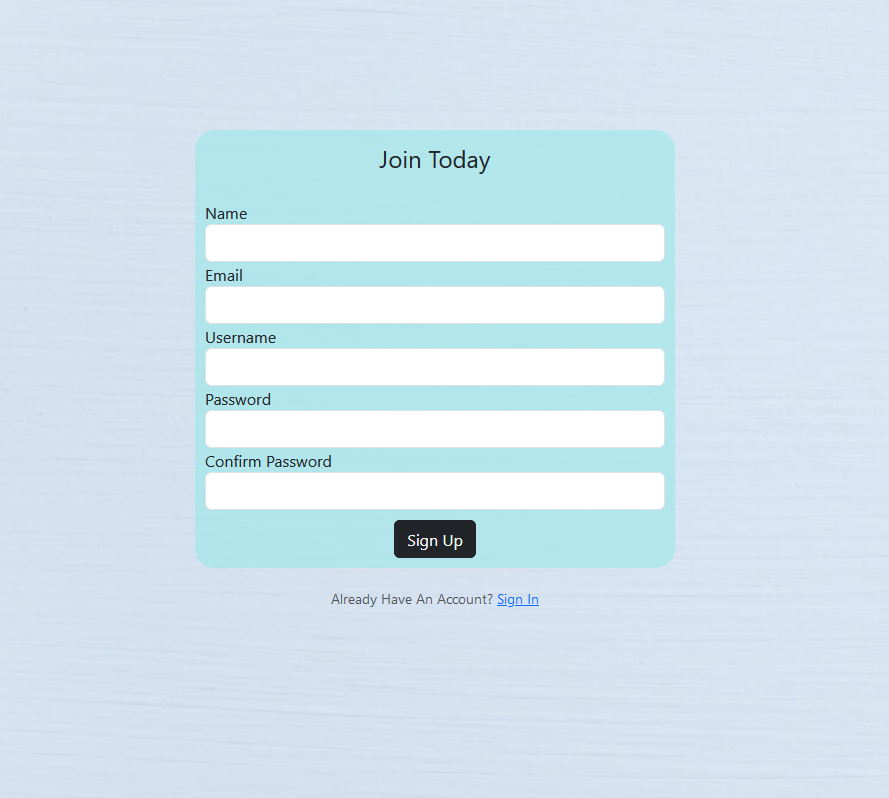 Join Today
Name
Email
Username
Password
Confirm Password
Sign Up
Already Have An Account? Sign In